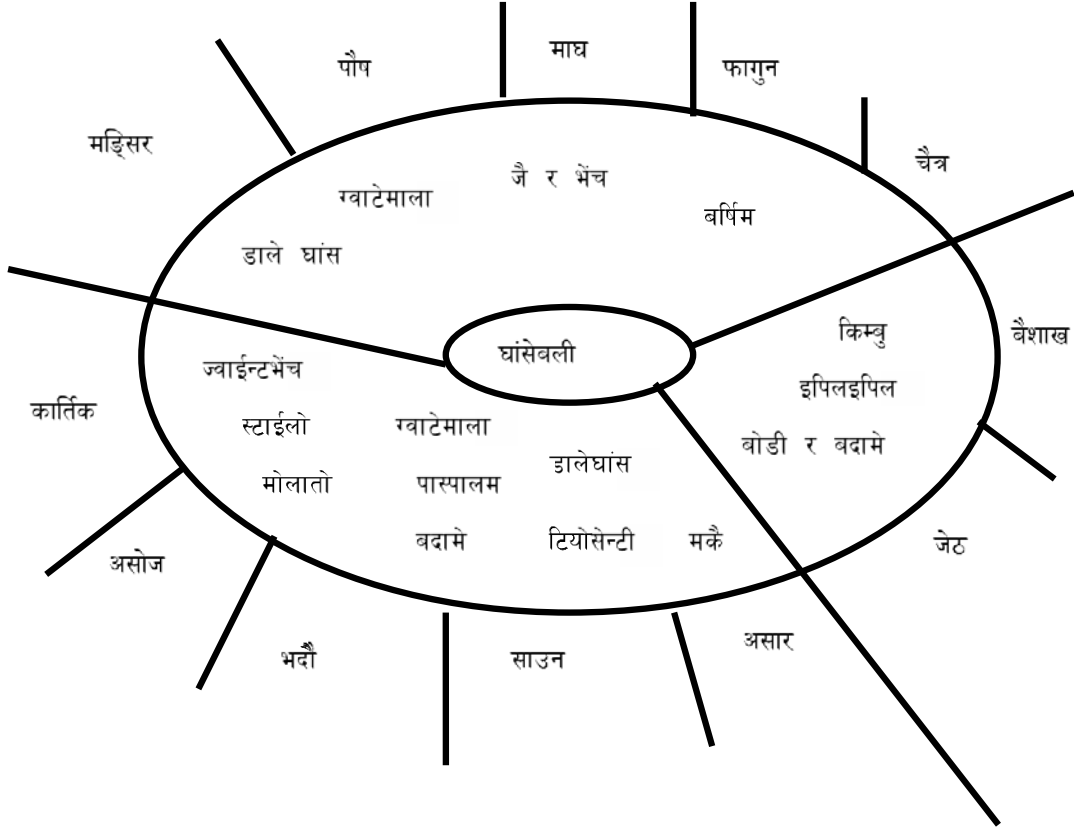 माघ
पौष
फागुन
मङ्सिर
चैत्र
जै र भेंच
ग्वाटेमाला
बर्षिम
डाले घांस
किम्बु
बैशाख
घांसेबली
ज्वाईन्टभेंच
इपिलइपिल
कार्तिक
स्टाईलो
ग्वाटेमाला
बोडी र बदामे
डालेघांस
मोलातो
पास्पालम
बदामे
टियोसेन्टी
मकै
जेठ
असोज
असार
भदौ
साउन